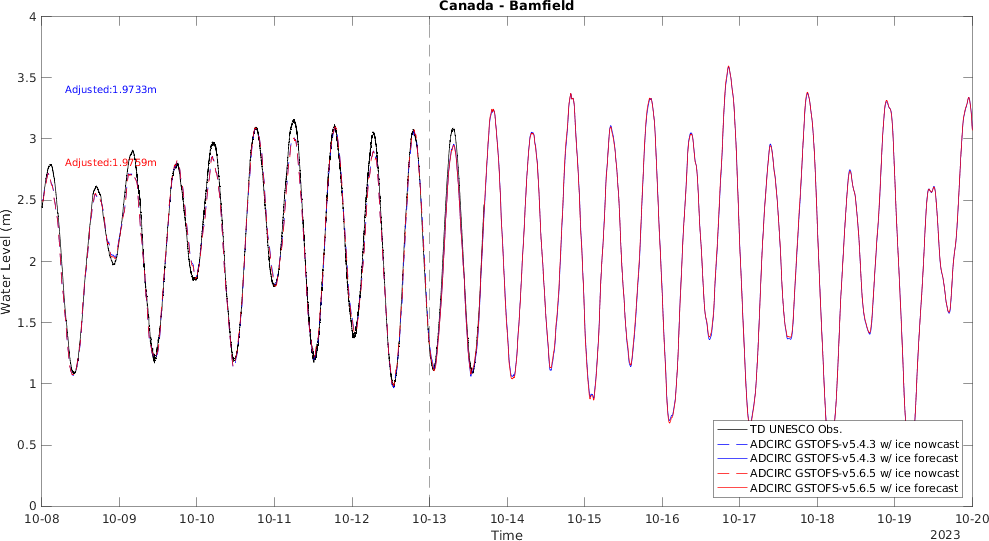 Canada - Bamfield
4
3.5
3
2.5
2
1.5
1
0.5
0
Water Level (m)
Adjusted:1.9733m
Adjusted:1.9759m
TD UNESCO Obs.
ADCIRC GSTOFS-v5.4.3 w/ ice nowcast
ADCIRC GSTOFS-v5.4.3 w/ ice forecast
ADCIRC GSTOFS-v5.6.5 w/ ice nowcast
ADCIRC GSTOFS-v5.6.5 w/ ice forecast
10-08 10-09 10-10 10-11 10-12 10-13 10-14 10-15 10-16 10-17 10-18 10-19 10-20
Time
2023